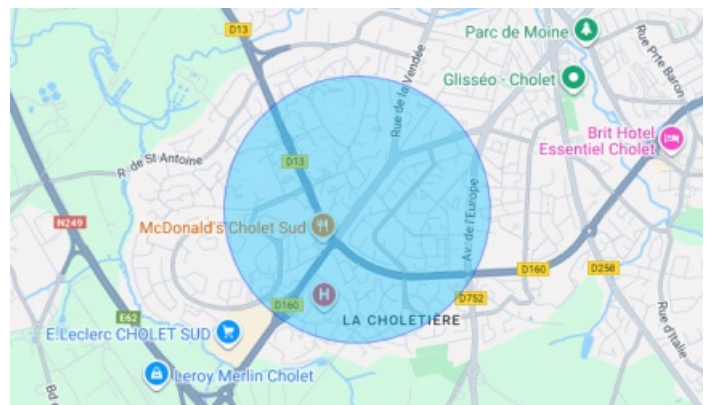 D13
Parc de Moine
Rue Prte Baron
Glisséo - Cholet
Rue de la Vendée
Brit Hotel
Essentiel Cholet
R. de St Antoine
D13
N249
McDonald's Cholet Sud
Av. de l'Europe
D160
D258
E62
D160
H
D752
LA CHOLETIÈRE
Rue d'Italie
E.Leclerc CHOLET SUD
Leroy Merlin Cholet
Bd